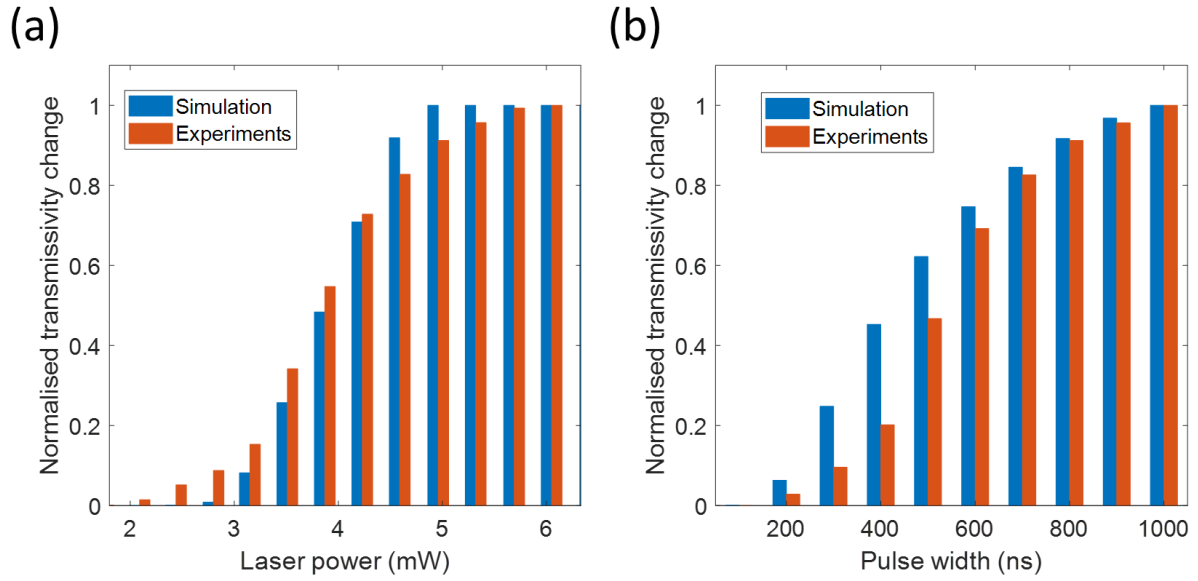 (a)
Normalised transmissivity change
1
0.8
0.6
0.4
0.2
0
Simulation
Experiments
2 3 4 5 6
Laser power (mW)
(b)
Normalised transmissivity change
1
0.8
0.6
0.4
0.2
0
Simulation
Experiments
200 400 600 800 1000
Pulse width (ns)